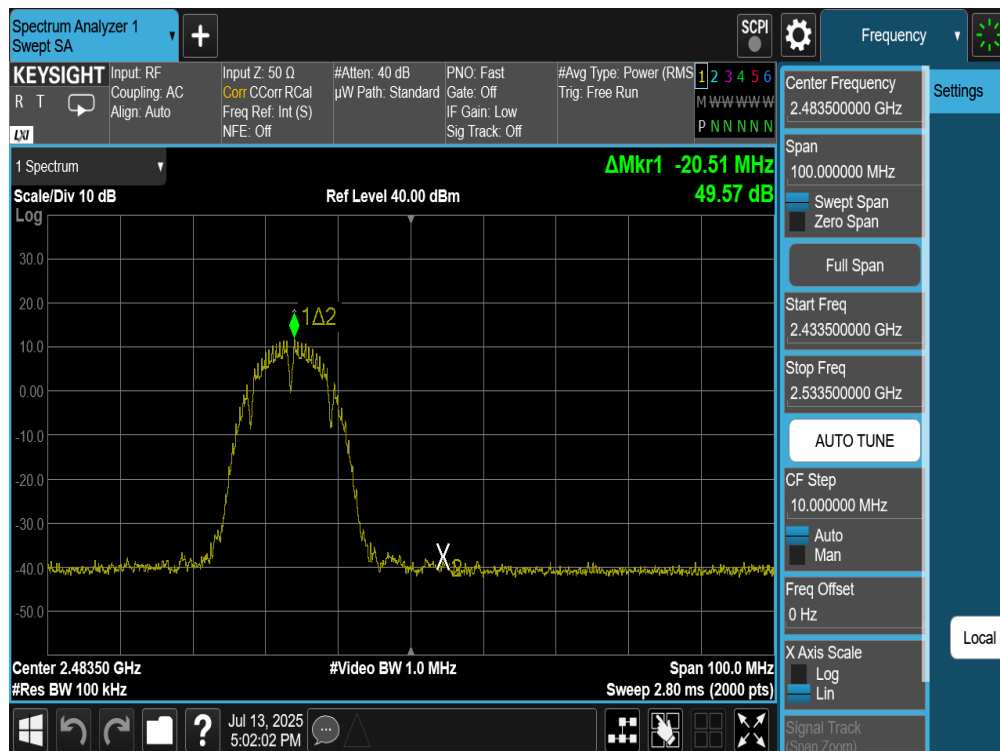 Spectrum Analyzer 1
Swept SA
+
SCPI
Frequency
KEYSIGHT
R T
LXI
Input: RF
Coupling: AC
Align: Auto
Input Z: 50 Ω
Corr CCorr RCal
Freq Ref: Int (S)
NFE: Off
#Atten: 40 dB
µW Path: Standard
PNO: Fast
Gate: Off
IF Gain: Low
Sig Track: Off
#Avg Type: Power (RMS
Trig: Free Run
1 2 3 4 5 6
M W W W W W
P N N N N N
1 Spectrum
Scale/Div 10 dB
Log
Ref Level 40.00 dBm
ΔMkr1 -20.51 MHz
49.57 dB
30.0
20.0
10.0
0.00
-10.0
-20.0
-30.0
-40.0
-50.0
1Δ2
X2
Center 2.48350 GHz
#Res BW 100 kHz
#Video BW 1.0 MHz
Span 100.0 MHz
Sweep 2.80 ms (2000 pts)
Center Frequency
2.483500000 GHz
Span
100.000000 MHz
Swept Span
Zero Span
Full Span
Start Freq
2.433500000 GHz
Stop Freq
2.533500000 GHz
AUTO TUNE
CF Step
10.000000 MHz
Auto
Man
Freq Offset
0 Hz
X Axis Scale
Log
Lin
Signal Track
(Span Zoom)
Settings
Local
?
Jul 13, 2025
5:02:02 PM